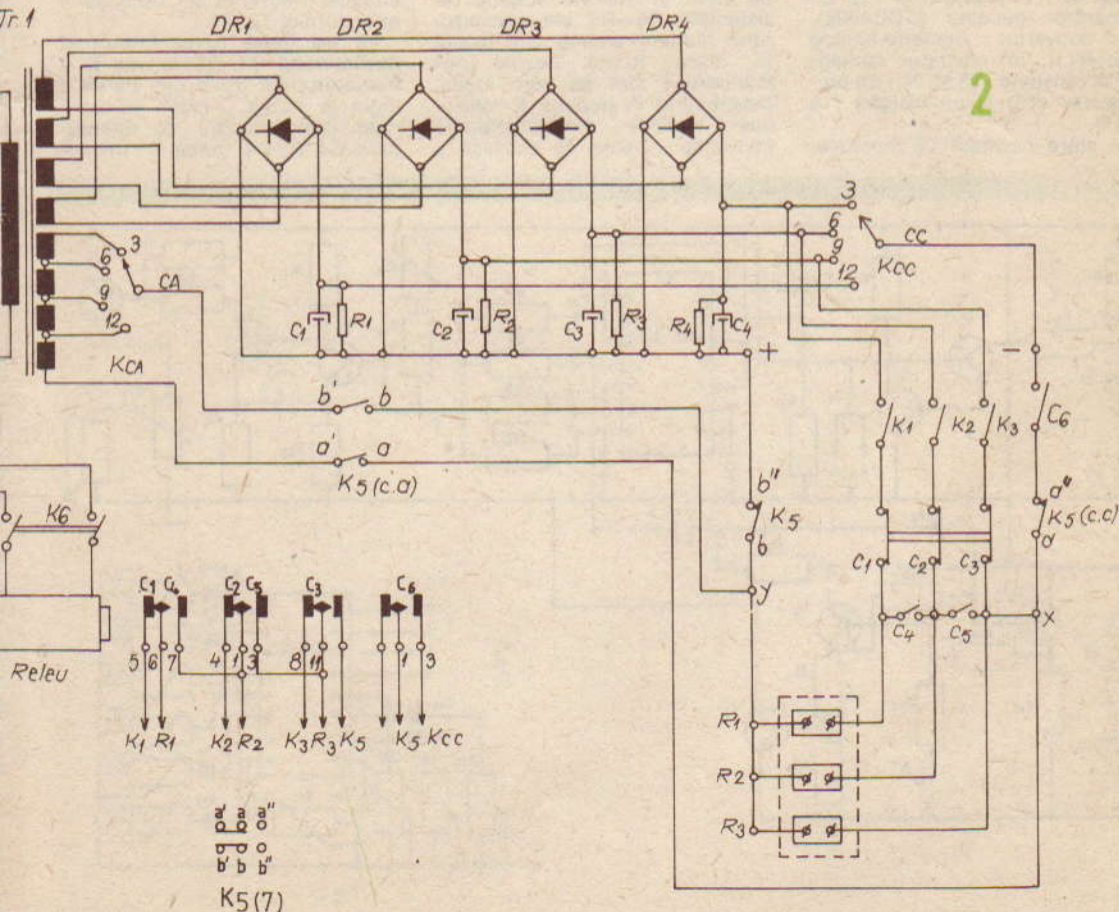 Tr.1
DR1 DR2 DR3 DR4
2
3
6
9
12
CA
KCA
3
6
9
12
CC
KCC
C1 R1 C2 R2 C3 R3 R4 C4
+
−
b' b
a' a
K5(c.a)
K1 K2 K3 C6
b" K5
b
y
a" K5(c.c)
a
C1 C2 C3
C4 C5
x
K6
Releu
C1 C4 C2 C5 C3 C6
5 6 7 4 1 3 8 11 1 3
K1 R1 K2 R2 K3 R3 K5 K5 KCC
R1
R2
R3
a' a a"
b' b b"
K5(7)